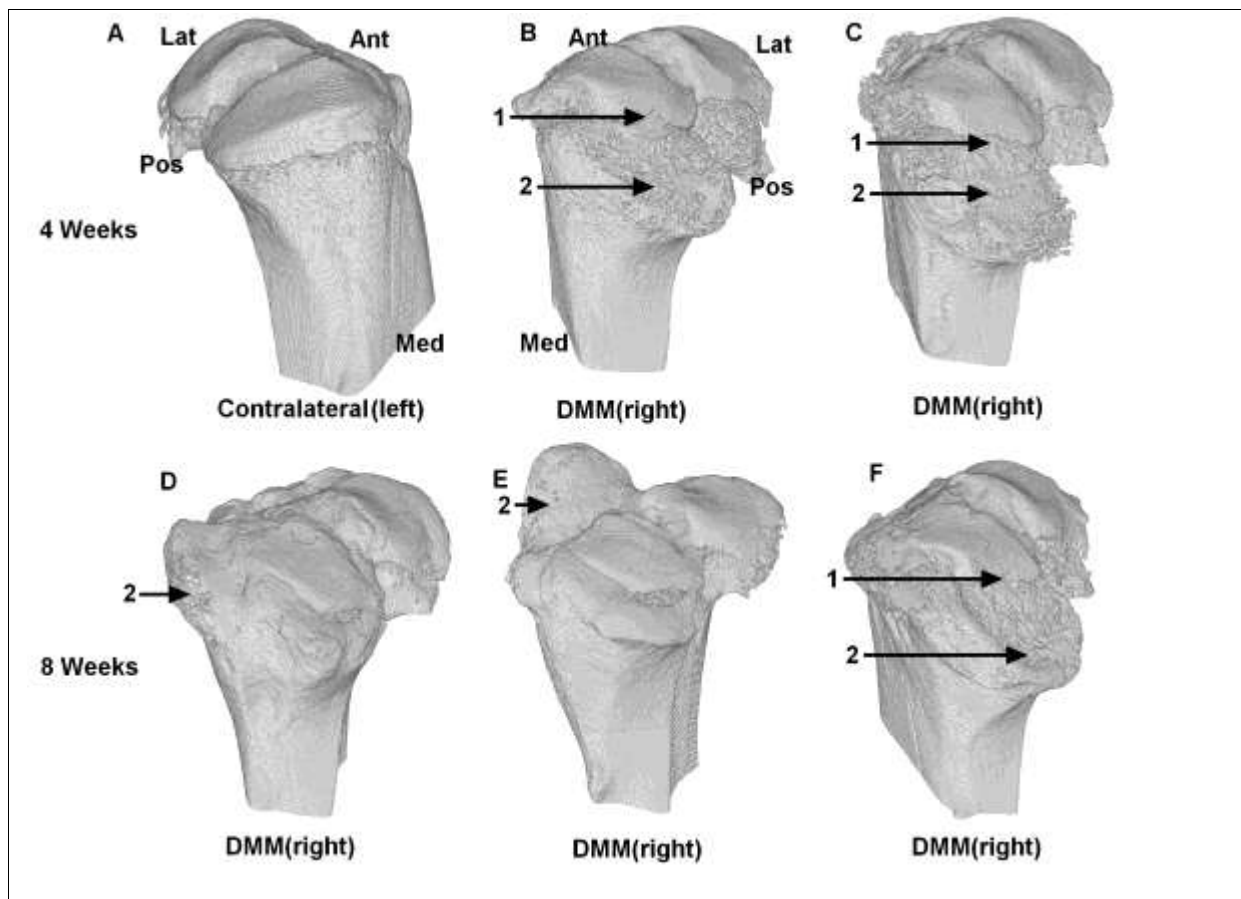 A
Lat
Ant
B
Ant
Lat
C
1
1
Pos
2
Pos
2
4 Weeks
Med
Med
Contralateral(left)
DMM(right)
DMM(right)
D
E
F
2
2
1
2
8 Weeks
DMM(right)
DMM(right)
DMM(right)